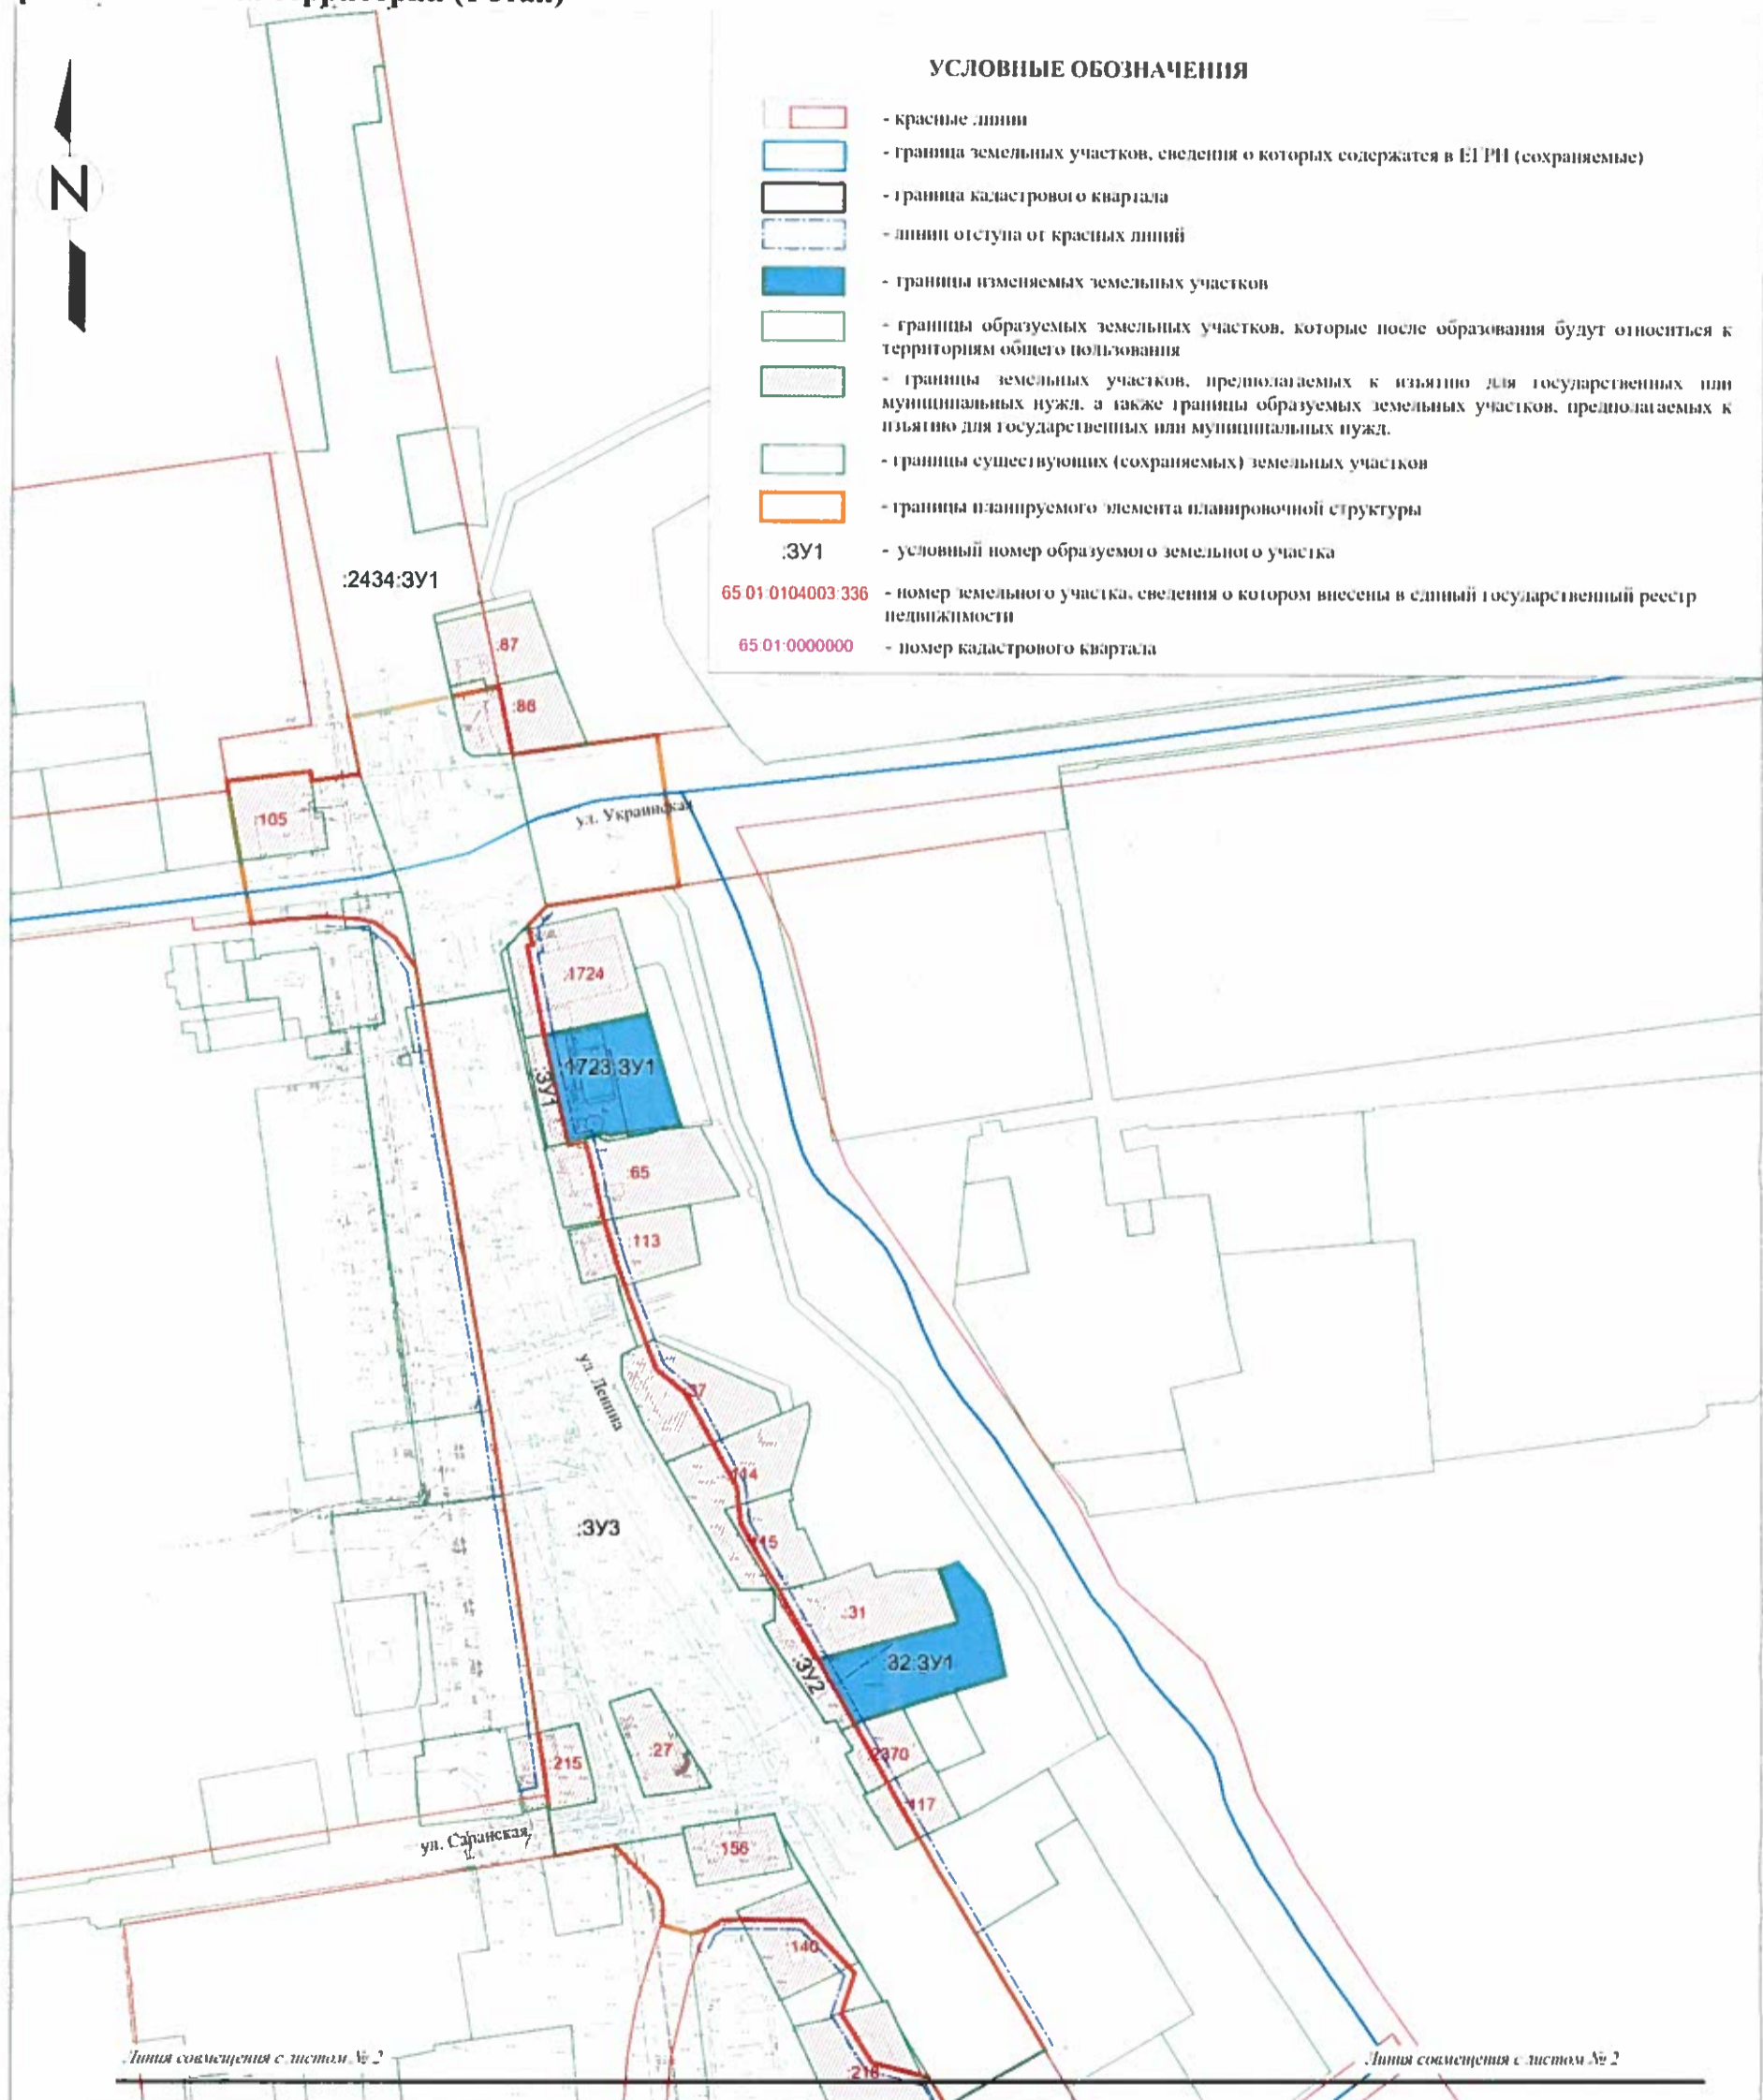 (1 этап)
УСЛОВНЫЕ ОБОЗНАЧЕНИЯ
N
- красные линии
- граница земельных участков, сведения о которых содержатся в ЕГРН (сохраняемые)
- граница кадастрового квартала
- линии отступа от красных линий
- границы изменяемых земельных участков
- границы образуемых земельных участков, которые после образования будут относиться к
территориям общего пользования
- границы земельных участков, предполагаемых к изъятию для государственных или
муниципальных нужд, а также границы образуемых земельных участков, предполагаемых к
изъятию для государственных или муниципальных нужд.
- границы существующих (сохраняемых) земельных участков
- границы планируемого элемента планировочной структуры
:ЗУ1 - условный номер образуемого земельного участка
65:01:0104003:336 - номер земельного участка, сведения о котором внесены в единый государственный реестр
недвижимости
65:01:0000000 - номер кадастрового квартала
:2434:ЗУ1
:87
:86
:105
ул. Украинская
:1724
:1723:ЗУ1
:ЗУ1
:65
:113
ул. Ленина
:37
:114
:ЗУ3
:115
:31
:32:ЗУ1
:ЗУ2
:27
:2370
:215
:117
ул. Саранская
:156
:140
Линия совмещения с листом № 2
Линия совмещения с листом № 2